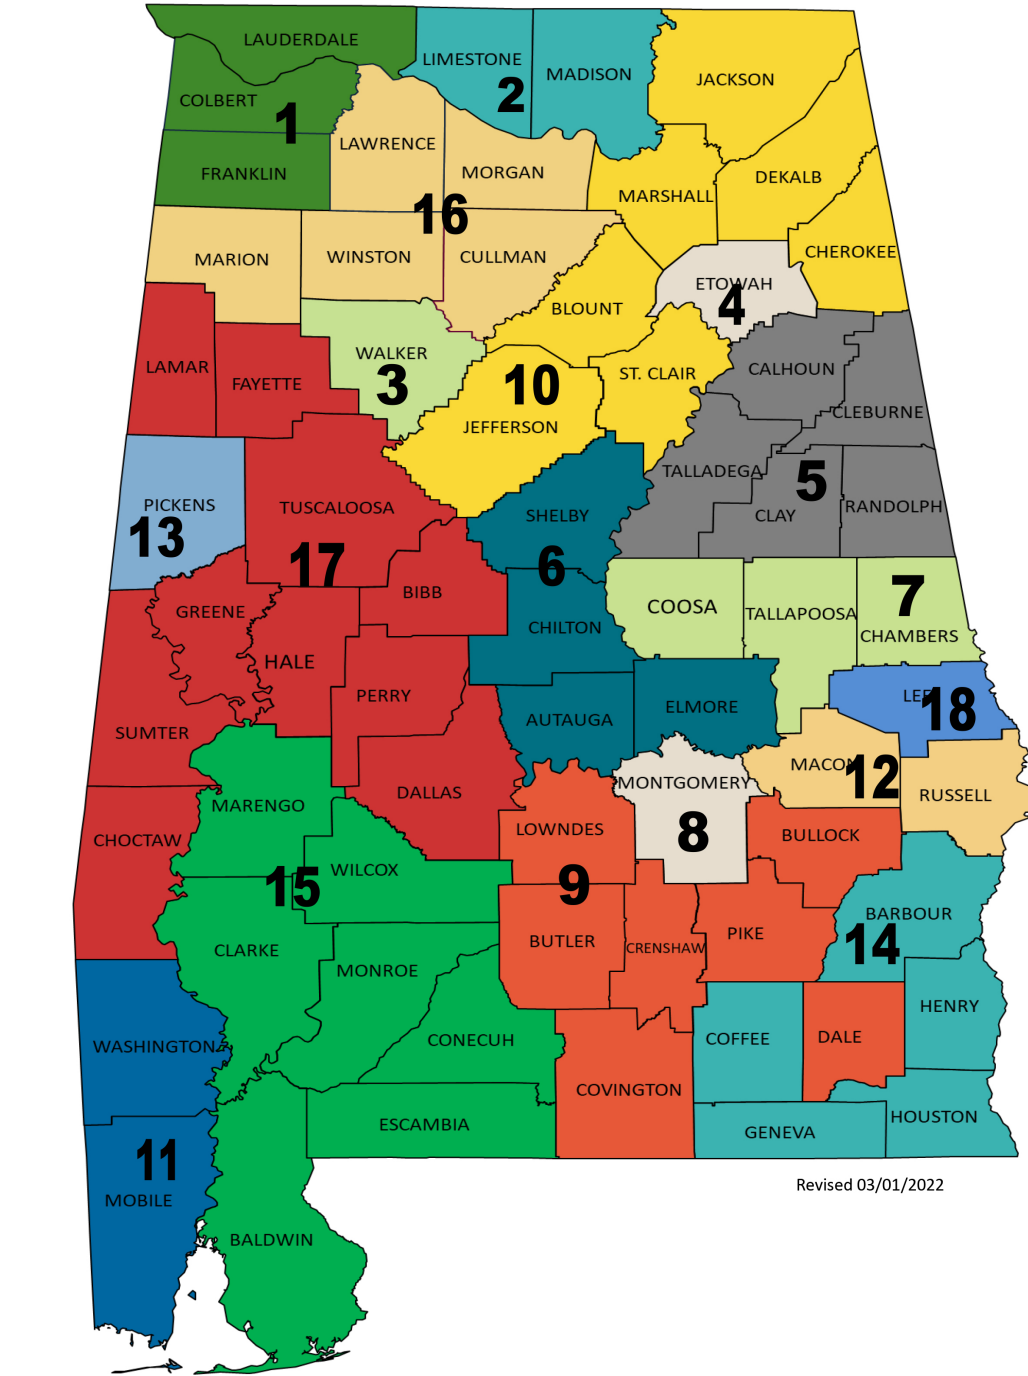 LAUDERDALE
LIMESTONE
MADISON
JACKSON
COLBERT
1
2
LAWRENCE
FRANKLIN
MORGAN
MARSHALL
DEKALB
16
MARION
WINSTON
CULLMAN
CHEROKEE
ETOWAH
4
BLOUNT
LAMAR
FAYETTE
WALKER
3
10
JEFFERSON
ST. CLAIR
CALHOUN
CLEBURNE
PICKENS
13
TUSCALOOSA
17
SHELBY
TALLADEGA
5
CLAY
RANDOLPH
6
BIBB
GREENE
HALE
CHILTON
COOSA
TALLAPOOSA
7
CHAMBERS
PERRY
SUMTER
AUTAUGA
ELMORE
LEE
18
MARENGO
DALLAS
MONTGOMERY
8
MACON
12
RUSSELL
CHOCTAW
WILCOX
15
LOWNDES
9
BULLOCK
CLARKE
MONROE
BUTLER
CRENSHAW
PIKE
BARBOUR
14
WASHINGTON
CONECUH
COFFEE
DALE
HENRY
COVINGTON
ESCAMBIA
GENEVA
HOUSTON
11
MOBILE
BALDWIN
Revised 03/01/2022